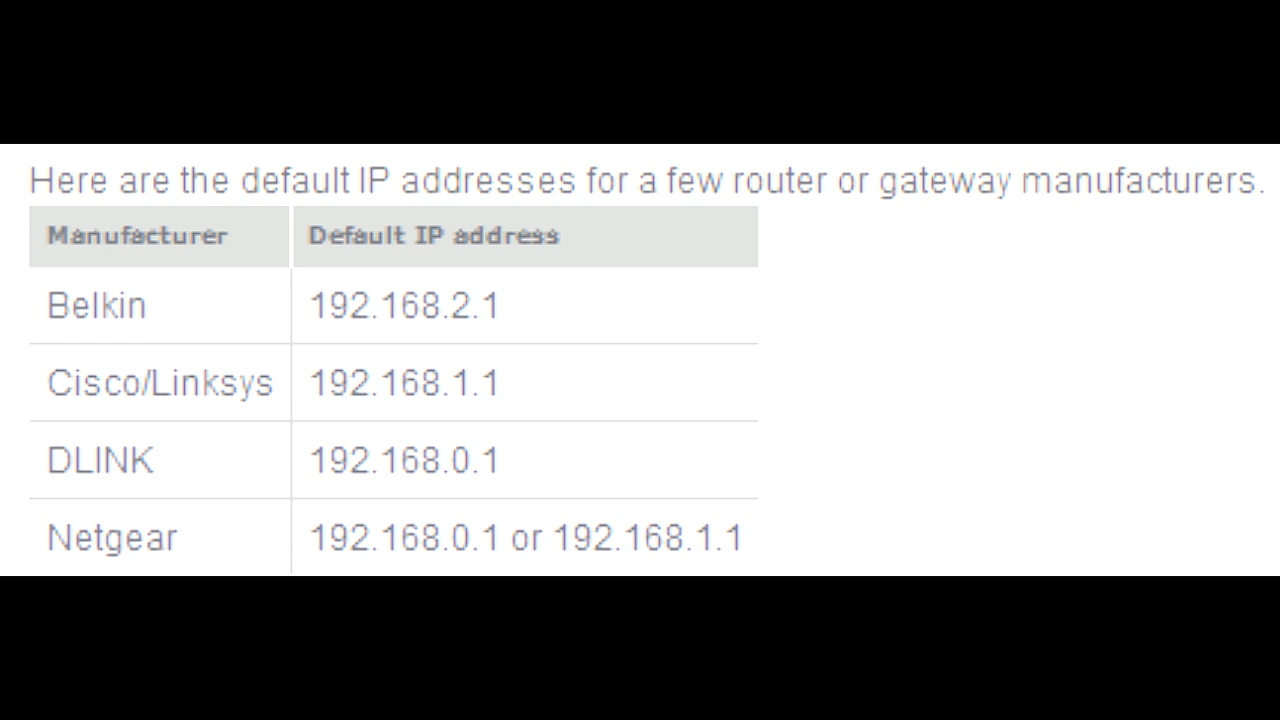 Here are the default IP addresses for a few router or gateway manufacturers.
Manufacturer Default IP address
Belkin 192.168.2.1
Cisco/Linksys 192.168.1.1
DLINK 192.168.0.1
Netgear 192.168.0.1 or 192.168.1.1